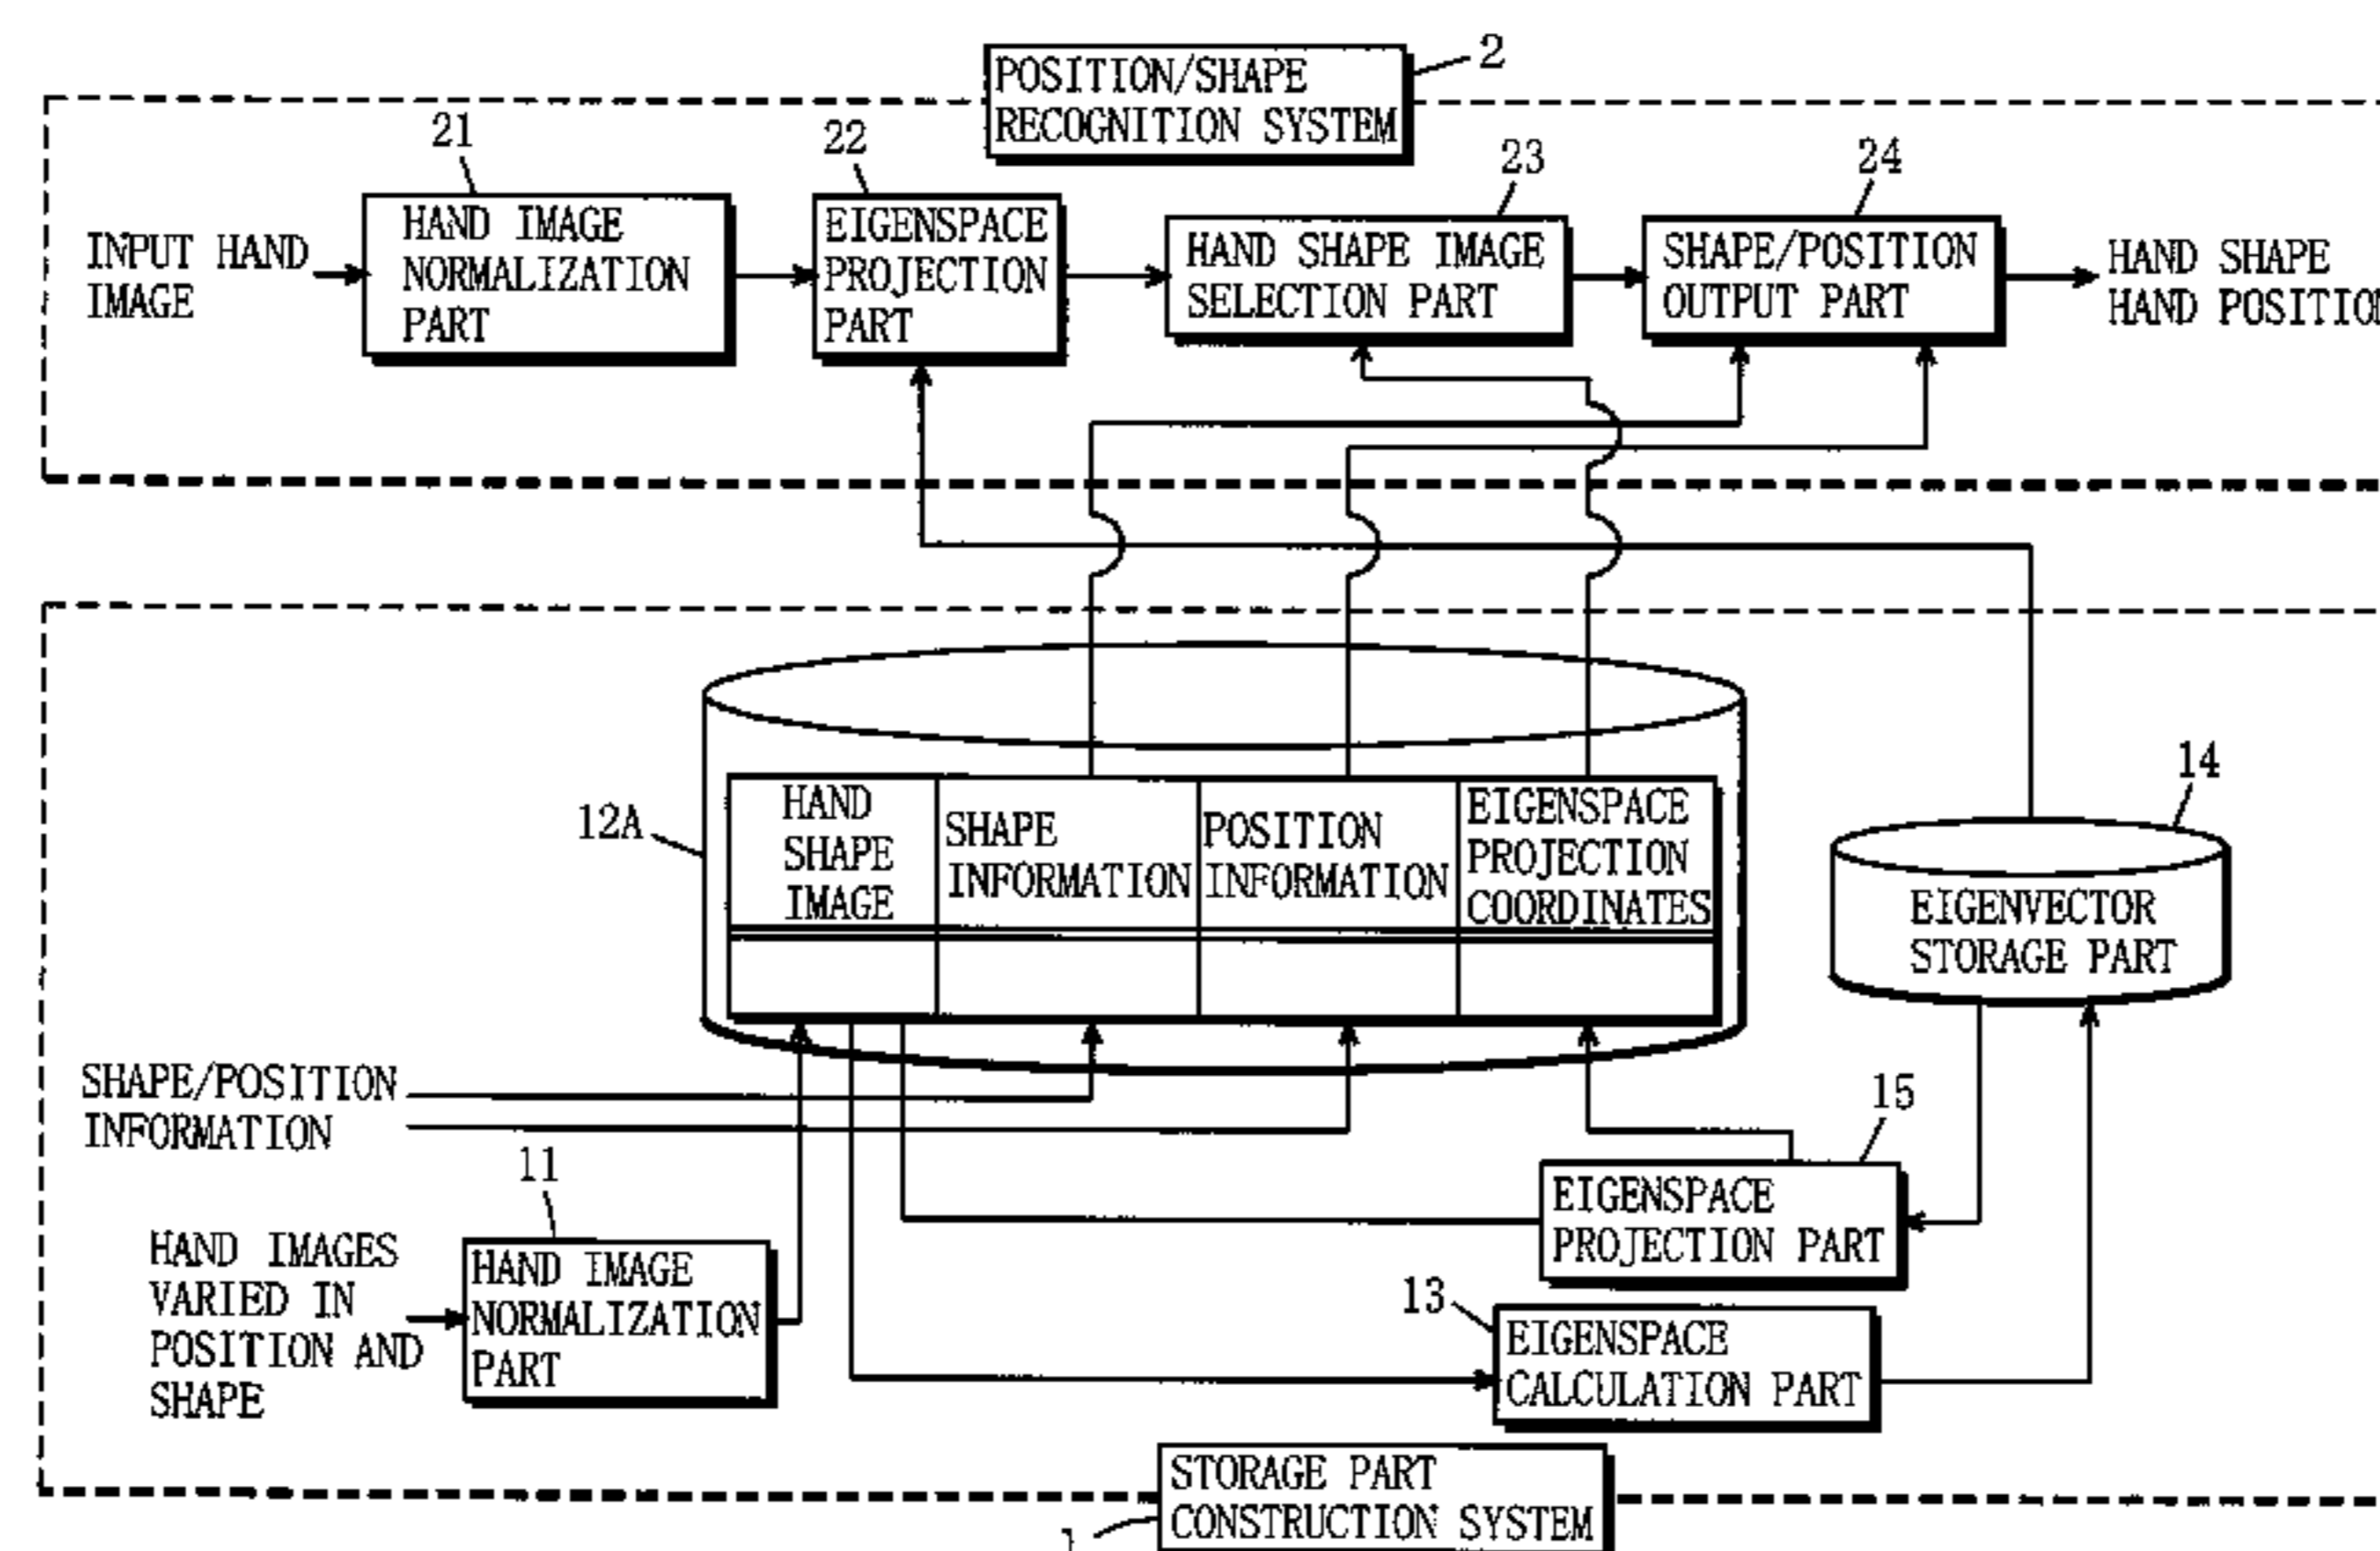 POSITION/SHAPE
RECOGNITION SYSTEM
2
21
22
23
24
INPUT HAND
IMAGE
HAND IMAGE
NORMALIZATION
PART
EIGENSPACE
PROJECTION
PART
HAND SHAPE IMAGE
SELECTION PART
SHAPE/POSITION
OUTPUT PART
HAND SHAPE
HAND POSITION
12A
HAND
SHAPE
IMAGE
SHAPE
INFORMATION
POSITION
INFORMATION
EIGENSPACE
PROJECTION
COORDINATES
14
EIGENVECTOR
STORAGE PART
SHAPE/POSITION
INFORMATION
11
HAND IMAGES
VARIED IN
POSITION AND
SHAPE
HAND IMAGE
NORMALIZATION
PART
15
EIGENSPACE
PROJECTION PART
13
EIGENSPACE
CALCULATION PART
STORAGE PART
CONSTRUCTION SYSTEM
1